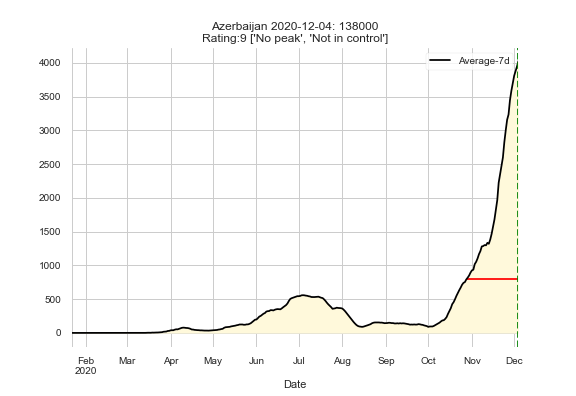 Azerbaijan 2020-12-04: 138000
Rating:9 ['No peak', 'Not in control']
Average-7d
4000
3500
3000
2500
2000
1500
1000
500
0
Feb Mar Apr May Jun Jul Aug Sep Oct Nov Dec
2020
Date